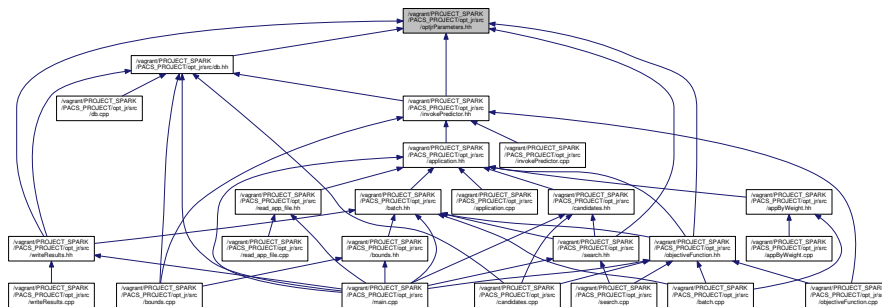 /vagrant/PROJECT_SPARK
/PACS_PROJECT/opt_jr/src
/optjrParameters.hh
/vagrant/PROJECT_SPARK
/PACS_PROJECT/opt_jr/src/db.hh
/vagrant/PROJECT_SPARK
/PACS_PROJECT/opt_jr/src
/db.cpp
/vagrant/PROJECT_SPARK
/PACS_PROJECT/opt_jr/src
/invokePredictor.hh
/vagrant/PROJECT_SPARK
/PACS_PROJECT/opt_jr/src
/application.hh
/vagrant/PROJECT_SPARK
/PACS_PROJECT/opt_jr/src
/invokePredictor.cpp
/vagrant/PROJECT_SPARK
/PACS_PROJECT/opt_jr/src
/read_app_file.hh
/vagrant/PROJECT_SPARK
/PACS_PROJECT/opt_jr/src
/batch.hh
/vagrant/PROJECT_SPARK
/PACS_PROJECT/opt_jr/src
/application.cpp
/vagrant/PROJECT_SPARK
/PACS_PROJECT/opt_jr/src
/candidates.hh
/vagrant/PROJECT_SPARK
/PACS_PROJECT/opt_jr/src
/appByWeight.hh
/vagrant/PROJECT_SPARK
/PACS_PROJECT/opt_jr/src
/writeResults.hh
/vagrant/PROJECT_SPARK
/PACS_PROJECT/opt_jr/src
/read_app_file.cpp
/vagrant/PROJECT_SPARK
/PACS_PROJECT/opt_jr/src
/bounds.hh
/vagrant/PROJECT_SPARK
/PACS_PROJECT/opt_jr/src
/search.hh
/vagrant/PROJECT_SPARK
/PACS_PROJECT/opt_jr/src
/objectiveFunction.hh
/vagrant/PROJECT_SPARK
/PACS_PROJECT/opt_jr/src
/appByWeight.cpp
/vagrant/PROJECT_SPARK
/PACS_PROJECT/opt_jr/src
/writeResults.cpp
/vagrant/PROJECT_SPARK
/PACS_PROJECT/opt_jr/src
/bounds.cpp
/vagrant/PROJECT_SPARK
/PACS_PROJECT/opt_jr/src
/main.cpp
/vagrant/PROJECT_SPARK
/PACS_PROJECT/opt_jr/src
/candidates.cpp
/vagrant/PROJECT_SPARK
/PACS_PROJECT/opt_jr/src
/search.cpp
/vagrant/PROJECT_SPARK
/PACS_PROJECT/opt_jr/src
/batch.cpp
/vagrant/PROJECT_SPARK
/PACS_PROJECT/opt_jr/src
/objectiveFunction.cpp